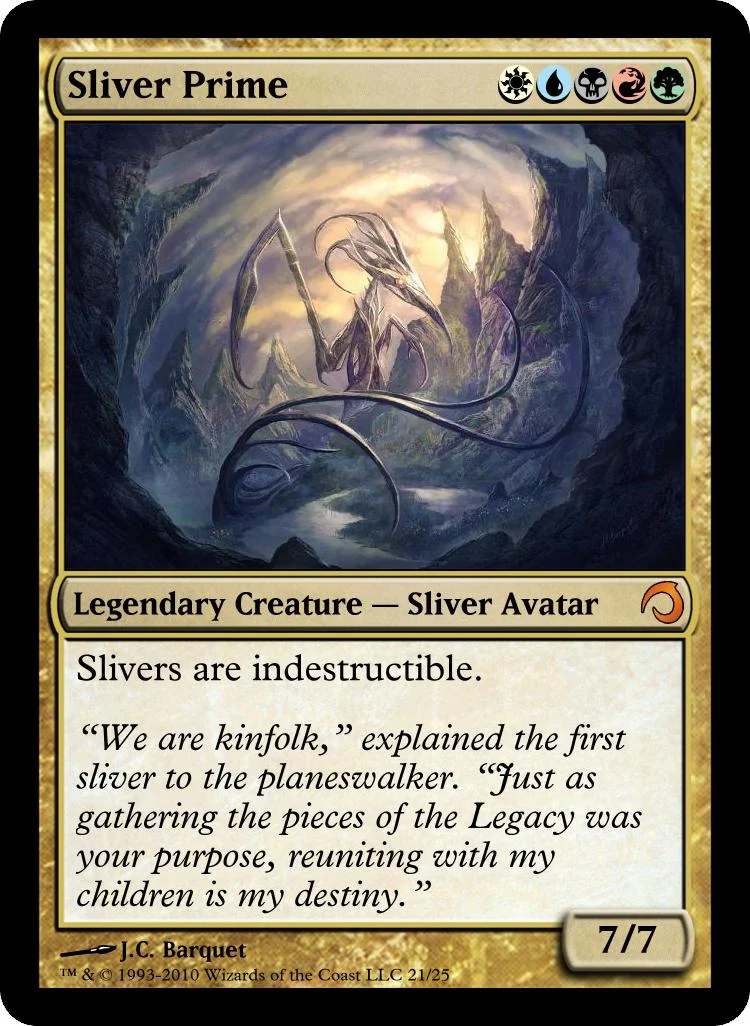 Sliver Prime
Legendary Creature — Sliver Avatar
Slivers are indestructible.
“We are kinfolk,” explained the first
sliver to the planeswalker. “Just as
gathering the pieces of the Legacy was
your purpose, reuniting with my
children is my destiny.”
7/7
J.C. Barquet
™ & © 1993-2010 Wizards of the Coast LLC 21/25